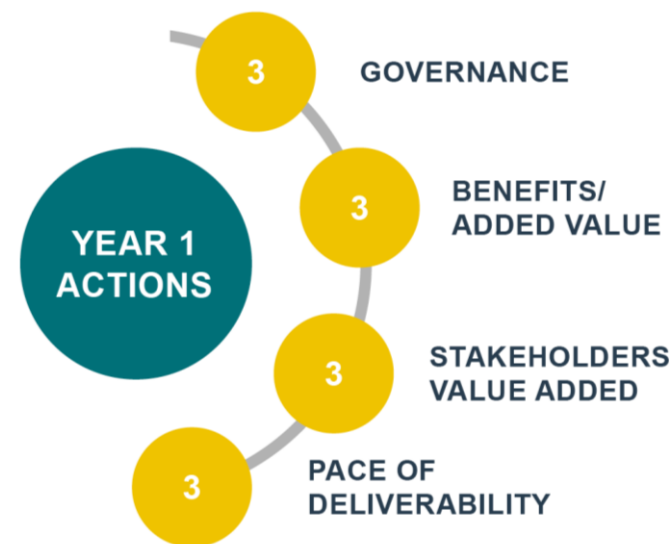 3
GOVERNANCE
3
BENEFITS/
ADDED VALUE
YEAR 1
ACTIONS
3
STAKEHOLDERS
VALUE ADDED
3
PACE OF
DELIVERABILITY